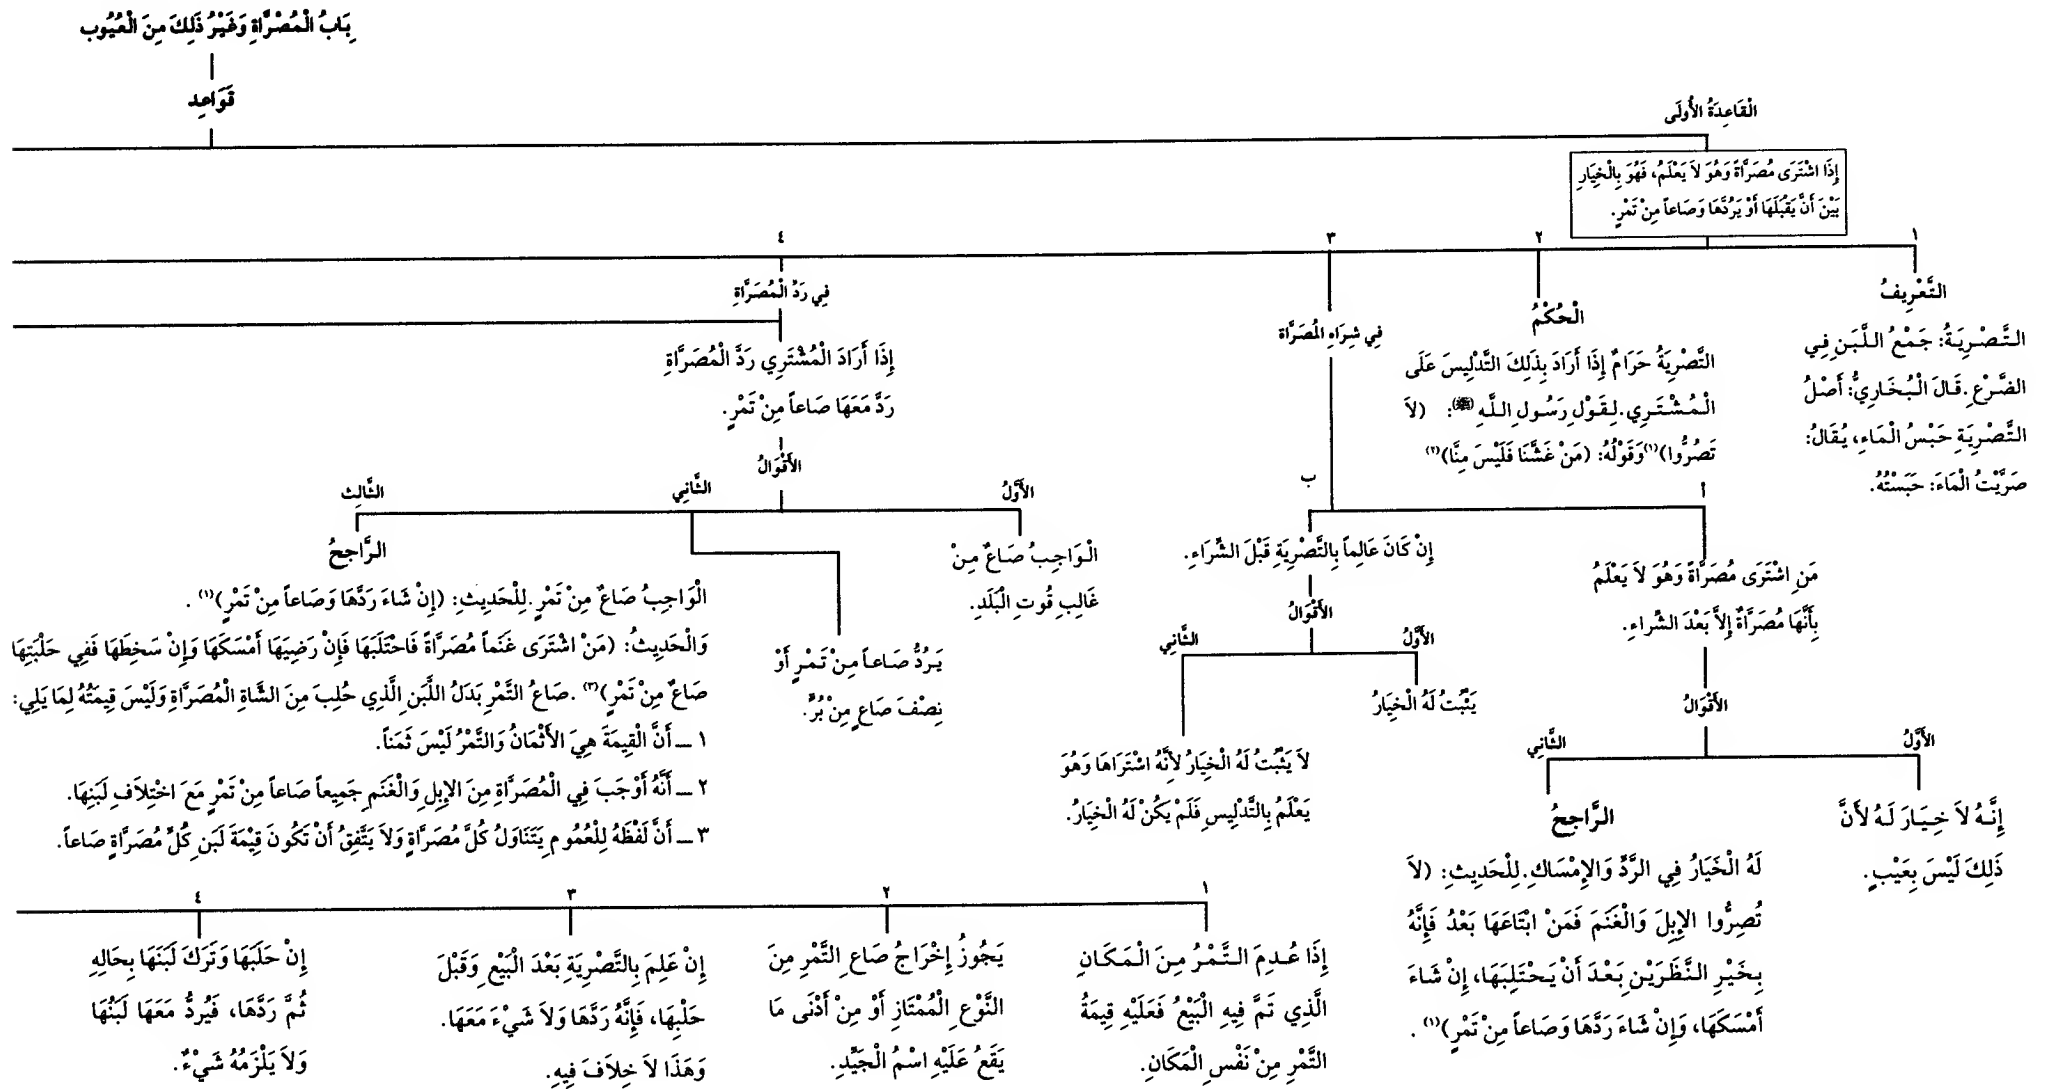 بَابُ الْمُصَرَّاةِ وَغَيْرُ ذَلِكَ مِنَ الْعُيُوبِ
قَوَاعِد
الْقَاعِدَةُ الأُولَى
إِذَا اشْتَرَى مُصَرَّاةً وَهُوَ لاَ يَعْلَمُ، فَهُوَ بِالْخِيَارِ
بَيْنَ أَنْ يَقْبَلَهَا أَوْ يَرُدَّهَا وَصَاعاً مِنْ تَمْرٍ.
١
التَّعْرِيفُ
التَّصْرِيَةُ: جَمْعُ اللَّبَنِ فِي
الضَّرْعِ. قَالَ الْبُخَارِيُّ: أَصْلُ
التَّصْرِيَةِ حَبْسُ الْمَاءِ، يُقَالُ:
صَرَّيْتُ الْمَاءَ: حَبَسْتُهُ.
٢
الْحُكْمُ
التَّصْرِيَةُ حَرَامٌ إِذَا أَرَادَ بِذَلِكَ التَّدْلِيسَ عَلَى
الْمُشْتَرِي. لِقَوْلِ رَسُولِ اللَّهِ (ﷺ): (لاَ
تَصُرُّوا)(١) وَقَوْلُهُ: (مَنْ غَشَّنَا فَلَيْسَ مِنَّا)(٢)
٣
فِي شِرَاءِ المُصَرَّاة
أ
مَنِ اشْتَرَى مُصَرَّاةً وَهُوَ لاَ يَعْلَمُ
بِأَنَّهَا مُصَرَّاةٌ إِلاَّ بَعْدَ الشِّراءِ.
الأَقْوَالُ
الأَوَّلُ
إِنَّهُ لاَ خِيَارَ لَهُ لأَنَّ
ذَلِكَ لَيْسَ بِعَيْبٍ.
الثَّانِي
الرَّاجِحُ
لَهُ الْخَيَارُ فِي الرَّدِّ وَالإِمْسَاكِ. لِلْحَدِيثِ: (لاَ
تُصِرُّوا الإِبِلَ وَالْغَنَمَ فَمَنْ ابْتَاعَهَا بَعْدُ فَإِنَّهُ
بِخَيْرِ النَّظَرَيْنِ بَعْدَ أَنْ يَحْتَلِبَهَا، إِنْ شَاءَ
أَمْسَكَهَا، وَإِنْ شَاءَ رَدَّهَا وَصَاعاً مِنْ تَمْرٍ)(١) .
ب
إِنْ كَانَ عَالِماً بِالتَّصْرِيَةِ قَبْلَ الشِّرَاءِ.
الأَقْوَالُ
الأَوَّلُ
يَثْبُتُ لَهُ الْخِيَارُ
الثَّانِي
لاَ يَثْبُتُ لَهُ الْخِيَارُ لأَنَّهُ اشْتَرَاهَا وَهُوَ
يَعْلَمُ بِالتَّدْلِيسِ فَلَمْ يَكُنْ لَهُ الْخِيَارُ.
٤
فِي رَدُ الْمُصَرَّاةِ
إِذَا أَرَادَ الْمُشْتَرِي رَدَّ الْمُصَرَّاةِ
رَدَّ مَعَهَا صَاعاً مِنْ تَمْرٍ.
الأَقْوَالُ
الأَوَّلُ
الْوَاجِبُ صَاعٌ مِنْ
غَالِبِ قُوتِ الْبَلَدِ.
الثَّانِي
يَرُدُّ صَاعاً مِنْ تَمْرٍ أَوْ
نِصْفَ صَاعٍ مِنْ بُرٍّ.
الثَّالِث
الرَّاجِحُ
الْوَاجِبُ صَاعٌ مِنْ تَمْرٍ. لِلْحَدِيثِ: (إِنْ شَاءَ رَدَّهَا وَصَاعاً مِنْ تَمْرٍ)(١) .
وَالْحَدِيثُ: (مَنْ اشْتَرَى غَنَماً مُصَرَّاةً فَاحْتَلَبَهَا فَإِنْ رَضِيَهَا أَمْسَكَهَا وَإِنْ سَخِطَهَا فَفِي حَلْبَتِهَا
صَاعٌ مِنْ تَمْرٍ)(٣) . صَاعُ التَّمْرِ بَدَلُ اللَّبَنِ الَّذِي حُلِبَ مِنَ الشَّاةِ الْمُصَرَّاةِ وَلَيْسَ قِيمَتُهُ لِمَا يَلِي:
١ ــ أَنَّ الْقِيمَةَ هِيَ الأَثْمَانُ وَالتَّمْرُ لَيْسَ ثَمَناً.
٢ ــ أَنَّهُ أَوْجَبَ فِي الْمُصَرَّاةِ مِنَ الإِبِلِ وَالْغَنَمِ جَمِيعاً صَاعاً مِنْ تَمْرٍ مَعَ اخْتِلاَفِ لَبَنِهَا.
٣ ــ أَنَّ لَفْظَهُ لِلْعُمُومِ يَتَنَاوَلُ كُلَّ مُصَرَّاةٍ وَلاَ يَتَّفِقُ أَنْ تَكُونَ قِيْمَةَ لَبَنِ كُلِّ مُصَرَّاةٍ صَاعاً.
١
إِذَا عُدِمَ التَّمْرُ مِنَ الْمَكَانِ
الَّذِي تَمَّ فِيهِ الْبَيْعُ فَعَلَيْهِ قِيمَةُ
التَّمْرِ مِنْ نَفْسِ الْمَكَانِ.
٢
يَجُوزُ إِخْرَاجُ صَاعِ التَّمْرِ مِنَ
النَّوْعِ الْمُمْتَازِ أَوْ مِنْ أَدْنَى مَا
يَقَعُ عَلَيْهِ اسْمُ الْجَيِّدِ.
٣
إِنْ عَلِمَ بِالتَّصْرِيَةِ بَعْدَ الْبَيْعِ وَقَبْلَ
حَلْبِهَا، فَإِنَّهُ رَدَّهَا وَلاَ شَيْءَ مَعَهَا.
وَهَذَا لاَ خِلاَفَ فِيهِ.
٤
إِنْ حَلَبَهَا وَتَرَكَ لَبَنَهَا بِحَالِهِ
ثُمَّ رَدَّهَا، فَيَرُدُّ مَعَهَا لَبَنُهَا
وَلاَ يَلْزَمُهُ شَيْءٌ.